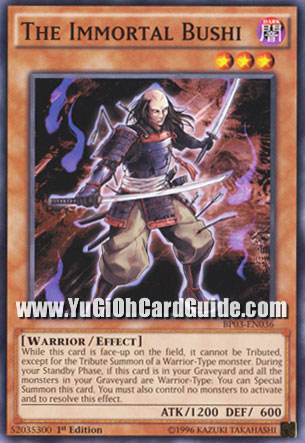 THE IMMORTAL BUSHI
DARK
闇
www.YuGiOhCardGuide.com
BP03-EN036
[WARRIOR / EFFECT]
While this card is face-up on the field, it cannot be Tributed,
except for the Tribute Summon of a Warrior-Type monster. During
your Standby Phase, if this card is in your Graveyard and all the
monsters in your Graveyard are Warrior-Type: You can Special
Summon this card. You must also control no monsters to activate
and to resolve this effect.
ATK/1200 DEF/ 600
52035300 1st Edition ©1996 KAZUKI TAKAHASHI